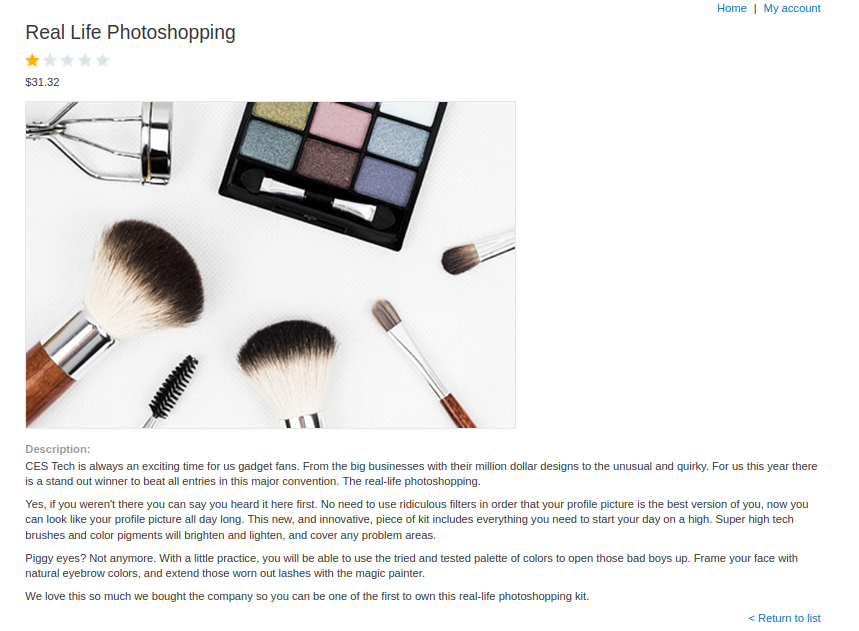 Home | My account
Real Life Photoshopping
$31.32
Description:
CES Tech is always an exciting time for us gadget fans. From the big businesses with their million dollar designs to the unusual and quirky. For us this year there
is a stand out winner to beat all entries in this major convention. The real-life photoshopping.
Yes, if you weren't there you can say you heard it here first. No need to use ridiculous filters in order that your profile picture is the best version of you, now you
can look like your profile picture all day long. This new, and innovative, piece of kit includes everything you need to start your day on a high. Super high tech
brushes and color pigments will brighten and lighten, and cover any problem areas.
Piggy eyes? Not anymore. With a little practice, you will be able to use the tried and tested palette of colors to open those bad boys up. Frame your face with
natural eyebrow colors, and extend those worn out lashes with the magic painter.
We love this so much we bought the company so you can be one of the first to own this real-life photoshopping kit.
< Return to list